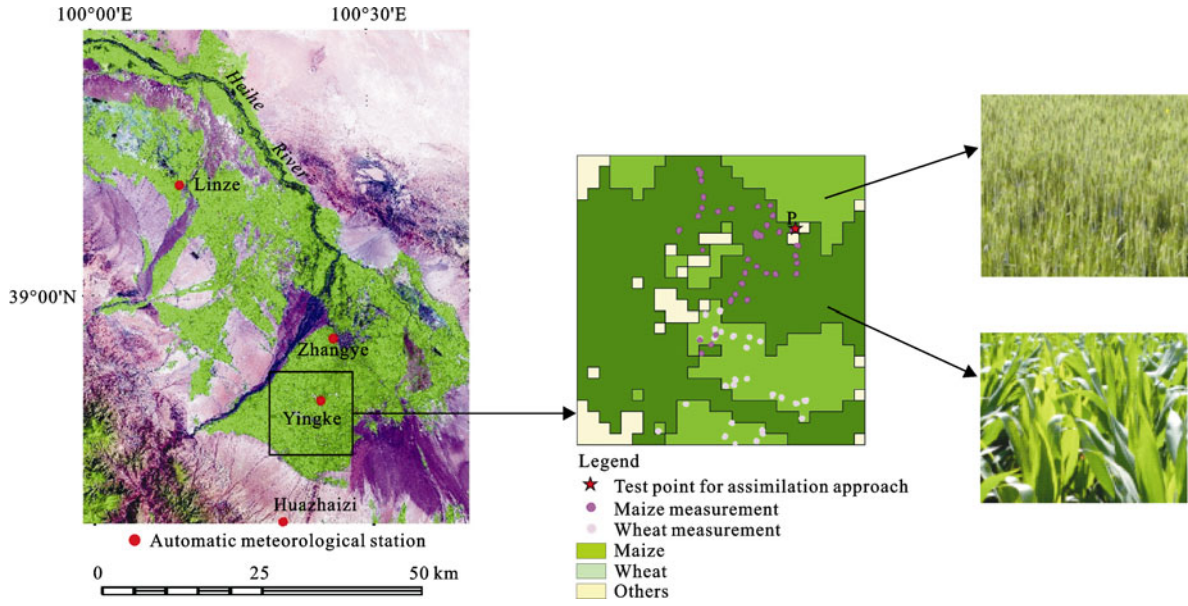 100°00'E
100°30'E
39°00'N
Heihe
River
Linze
Zhangye
Yingke
Huazhaizi
Automatic meteorological station
0 25 50 km
P
Legend
Test point for assimilation approach
Maize measurement
Wheat measurement
Maize
Wheat
Others